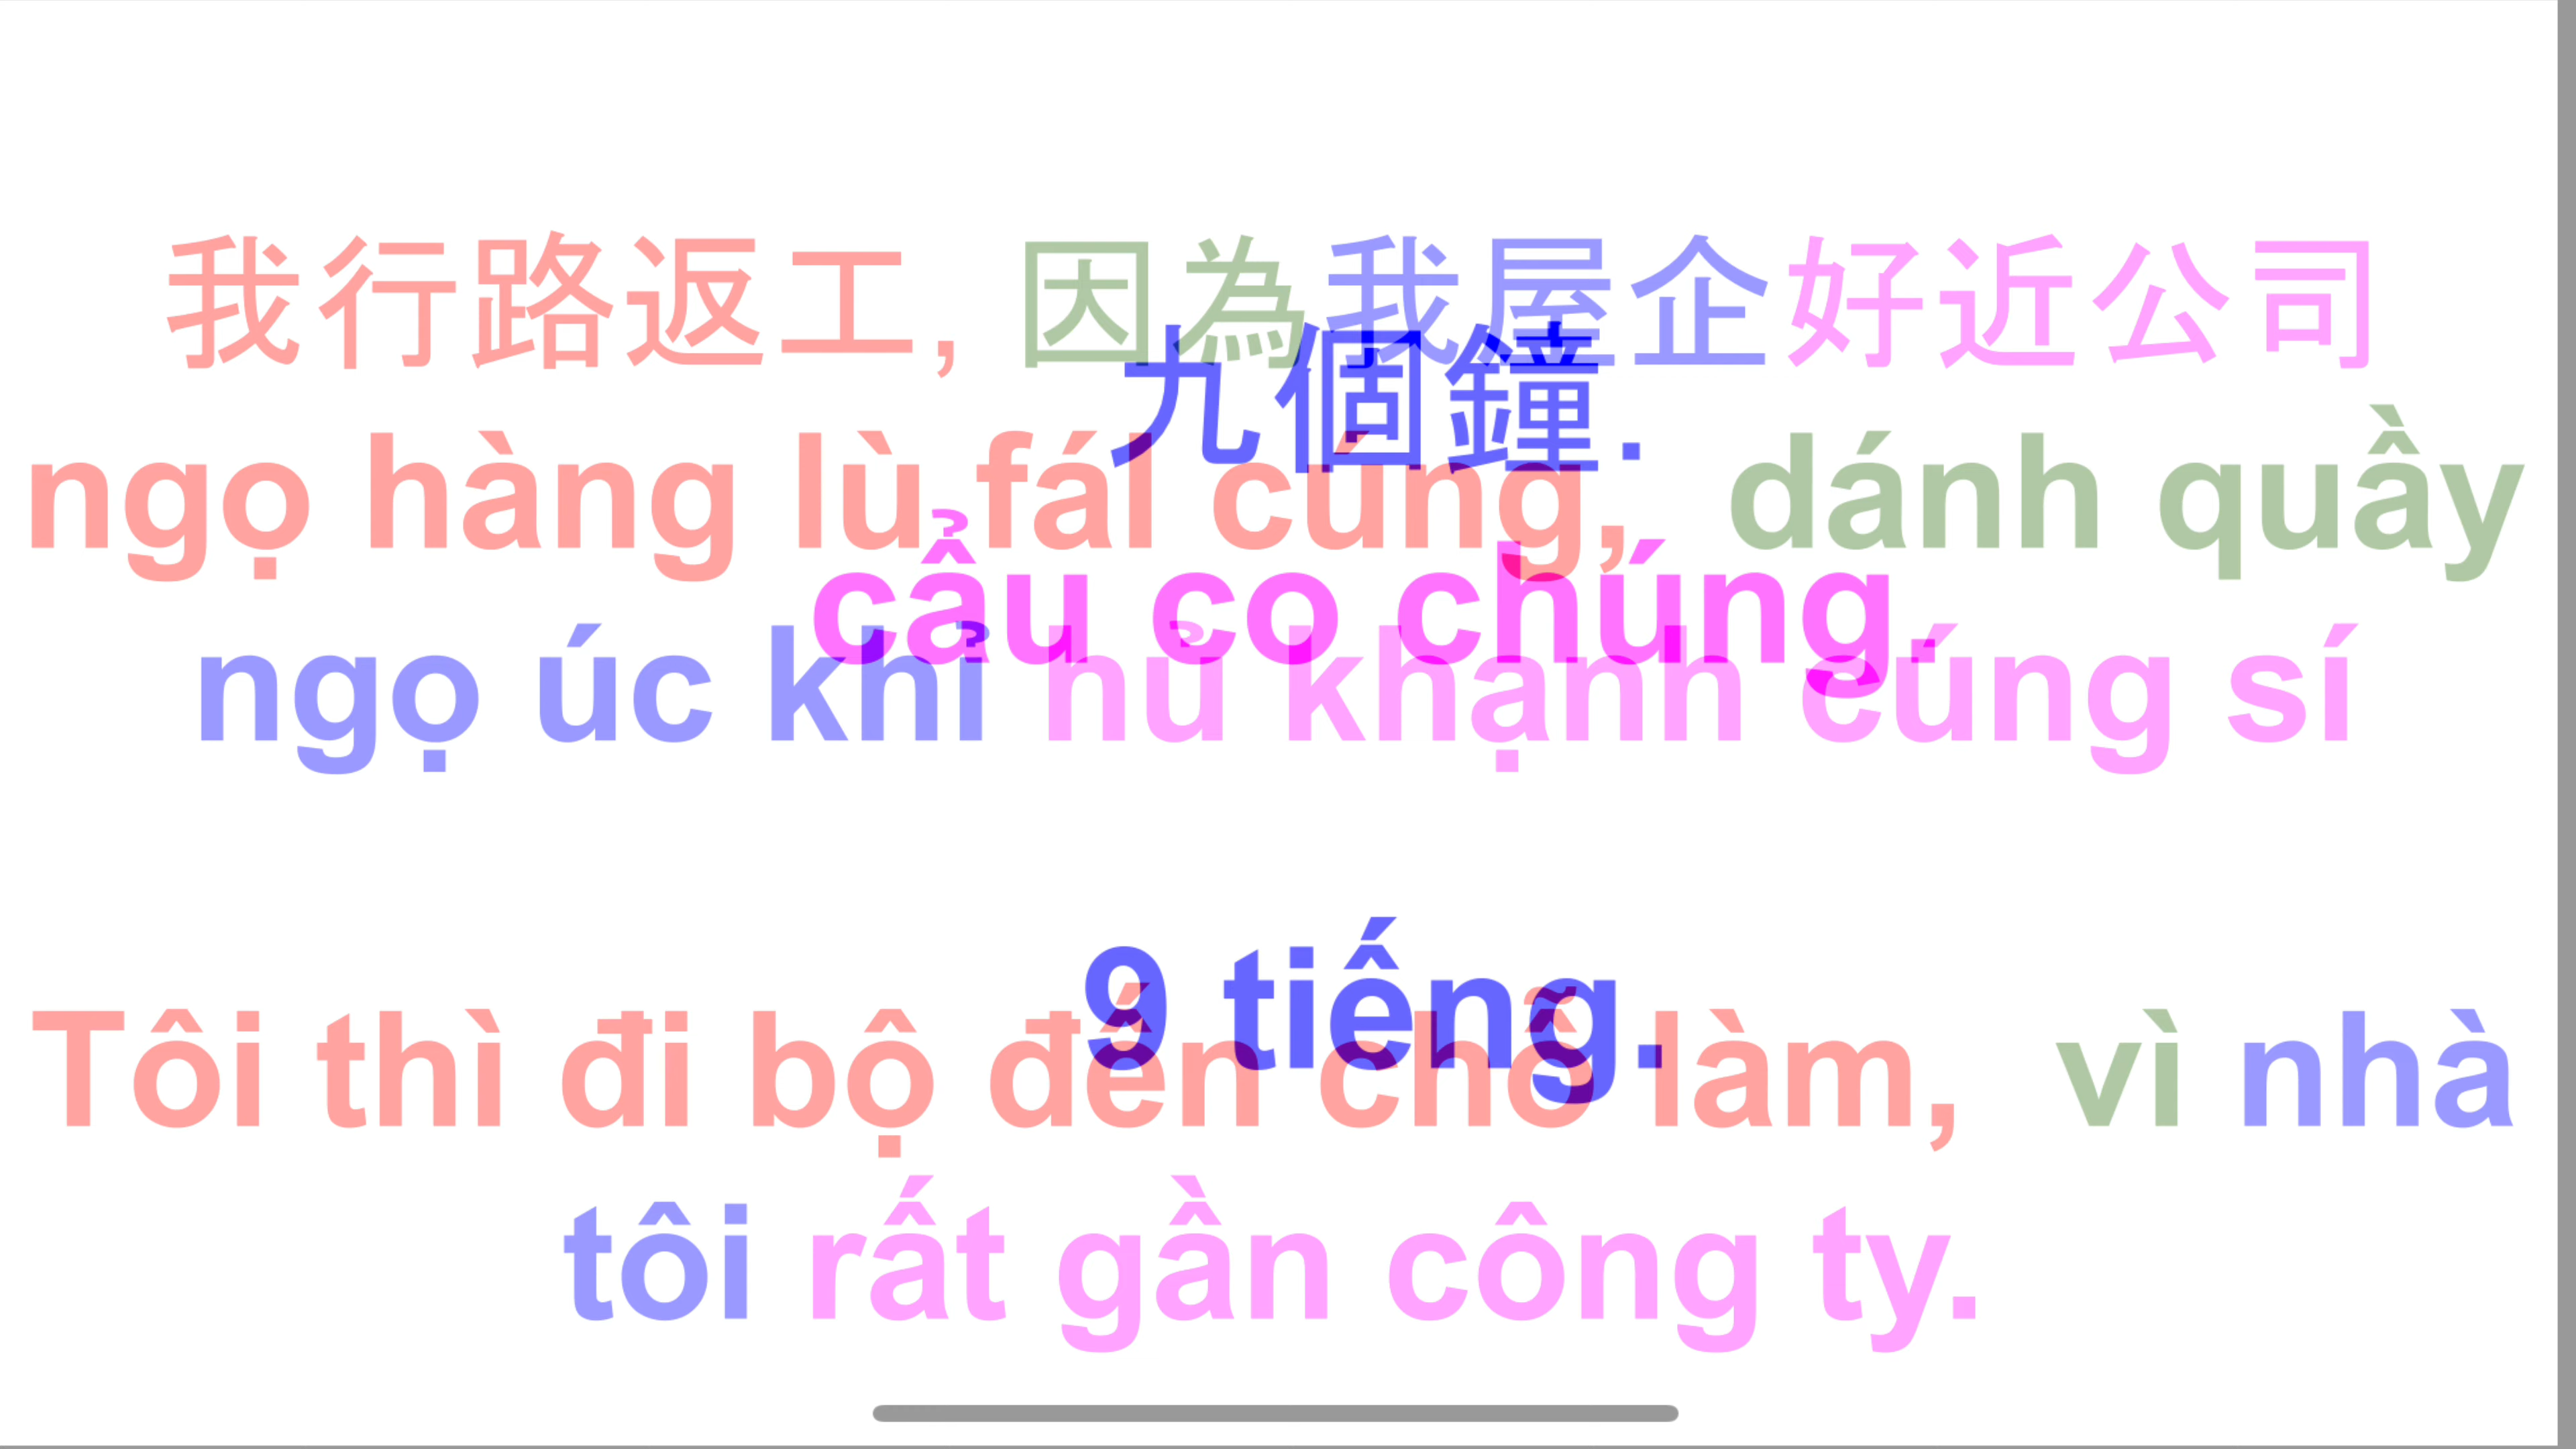 我行路返工, 因為我屋企好近公司
九個鐘.
ngọ hàng lù fál cúng, dánh quầy
cẩu co chúng.
ngọ úc khỉ hủ khạnh cúng sí
9 tiếng.
Tôi thì đi bộ đến chỗ làm, vì nhà
tôi rất gần công ty.